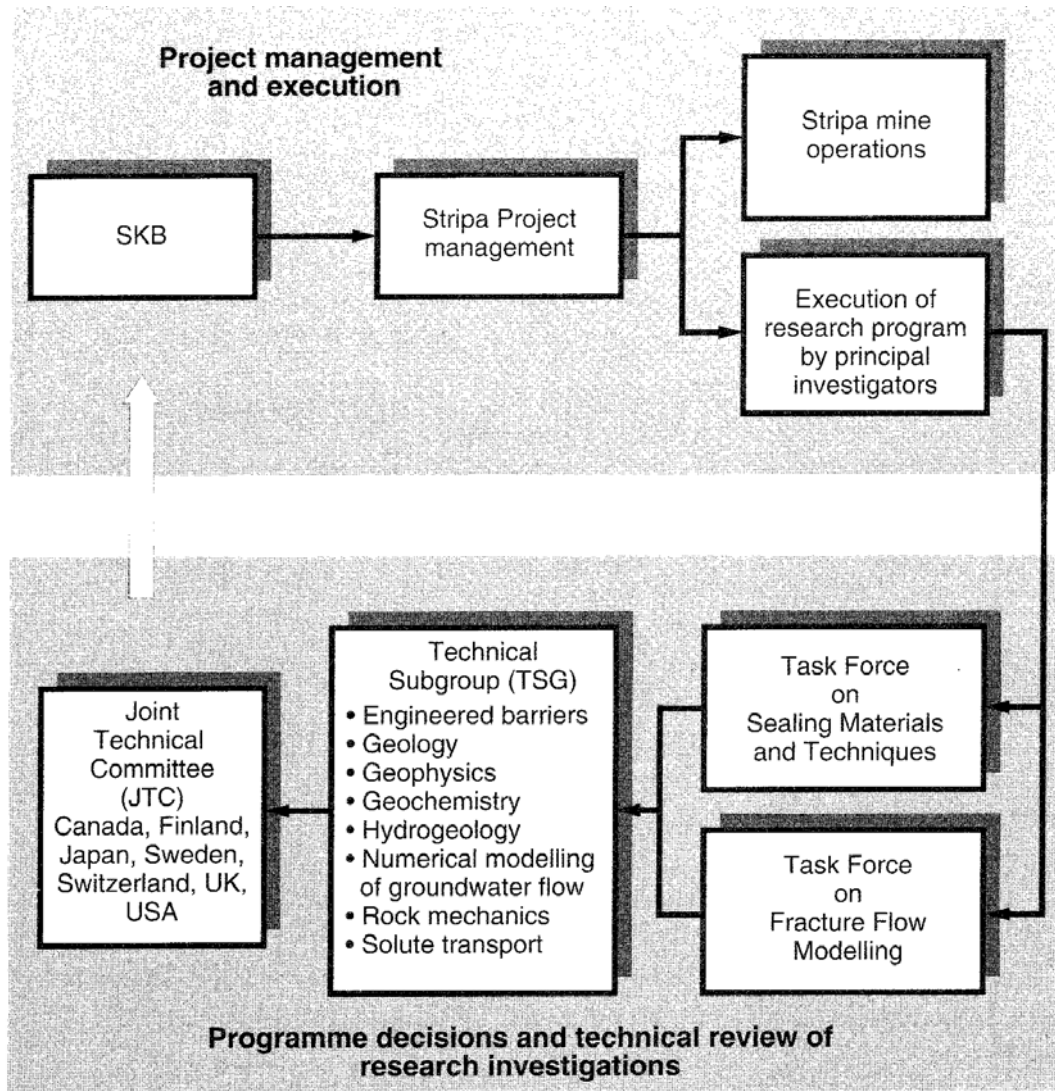 Project management
and execution
SKB
Stripa Project
management
Stripa mine
operations
Execution of
research program
by principal
investigators
Joint
Technical
Committee
(JTC)
Canada, Finland,
Japan, Sweden,
Switzerland, UK,
USA
Technical
Subgroup (TSG)
• Engineered barriers
• Geology
• Geophysics
• Geochemistry
• Hydrogeology
• Numerical modelling
of groundwater flow
• Rock mechanics
• Solute transport
Task Force
on
Sealing Materials
and Techniques
Task Force
on
Fracture Flow
Modelling
Programme decisions and technical review of
research investigations